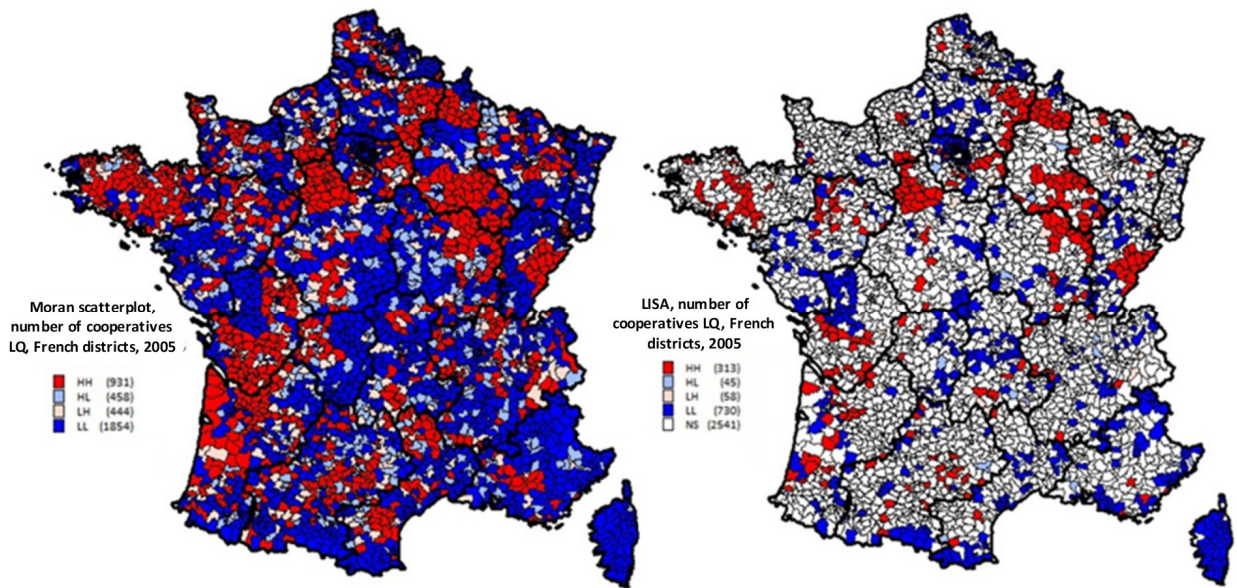 Moran scatterplot,
number of cooperatives
LQ, French districts, 2005
HH (931)
HL (458)
LH (444)
LL (1854)
LISA, number of
cooperatives LQ, French
districts, 2005
HH (313)
HL (45)
LH (58)
LL (730)
NS (2541)